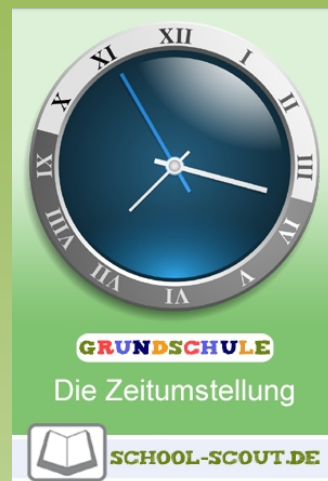 XII
I
II
III
IV
V
VI
VII
VIII
IX
X
XI
GRUNDSCHULE
Die Zeitumstellung
SCHOOL-SCOUT.DE